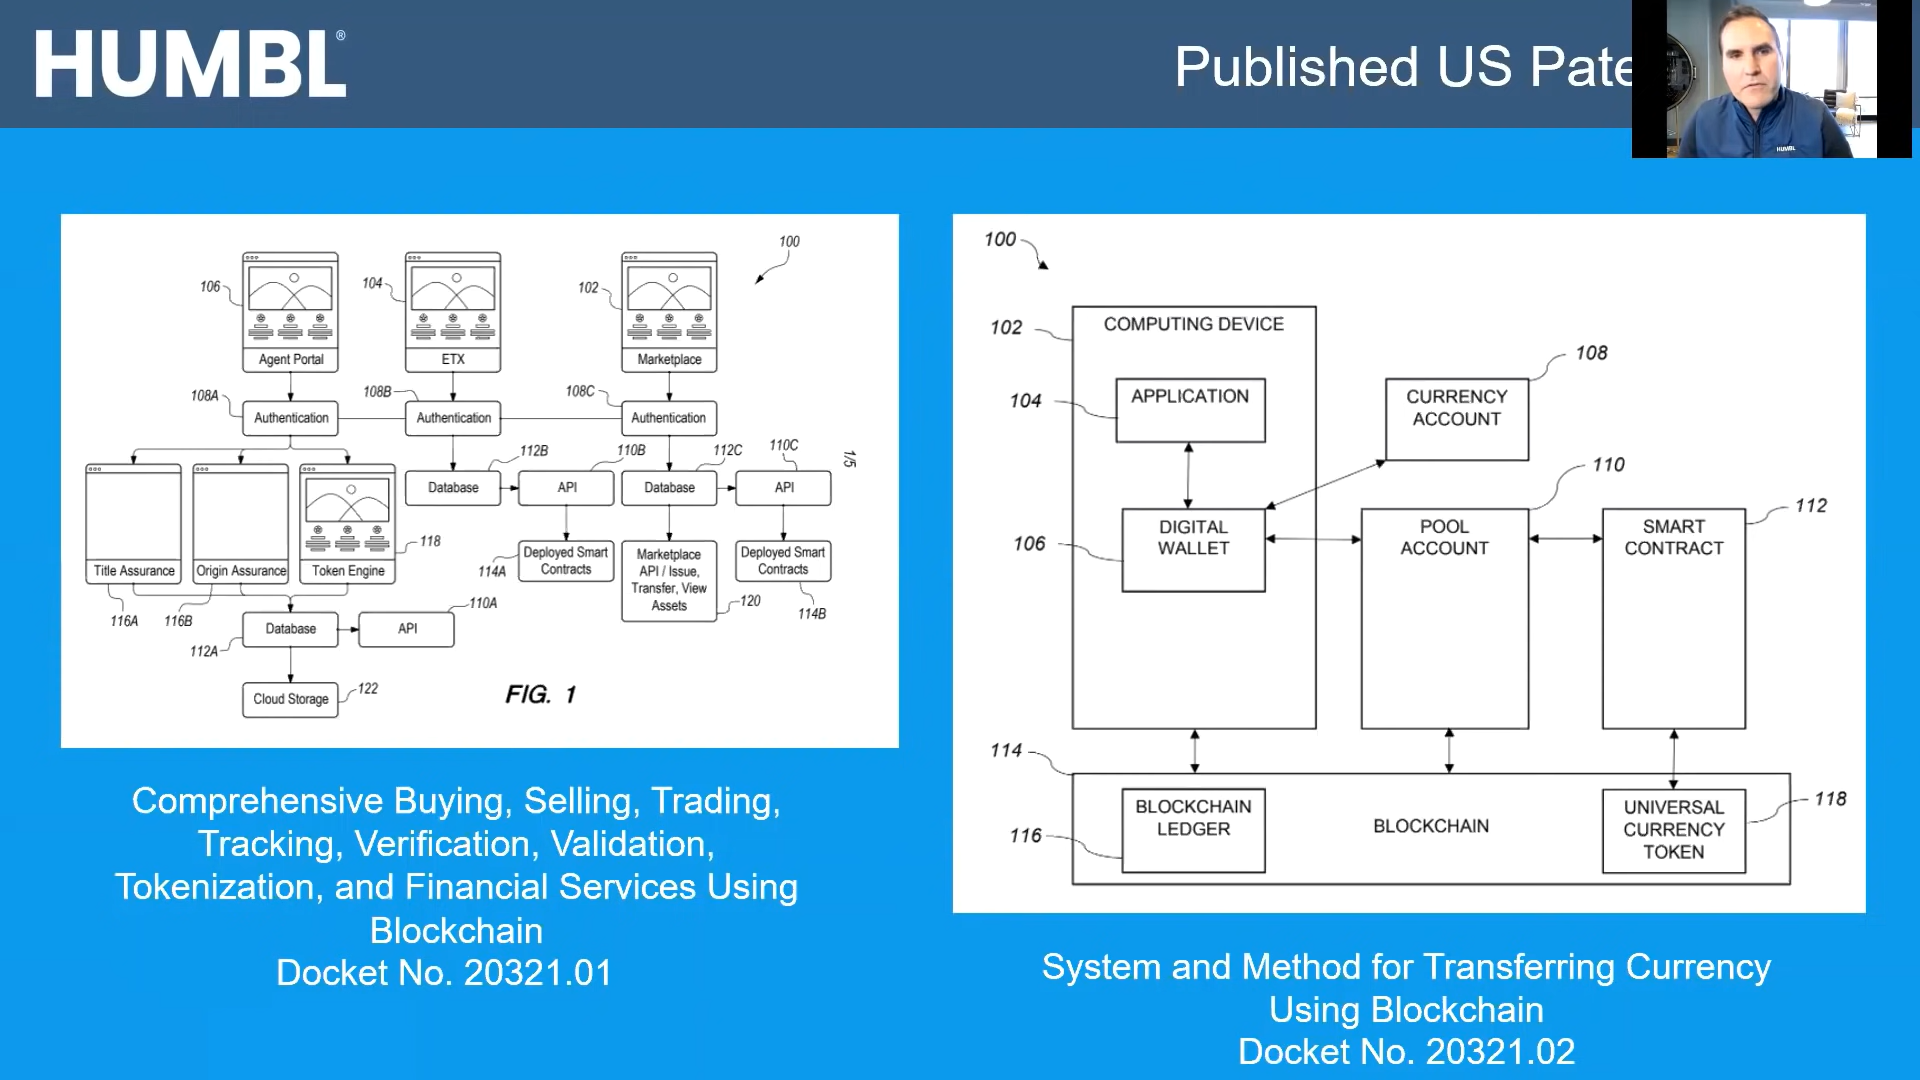 HUMBL®
Published US Pate
HUMBL
100
106
104
102
Agent Portal
ETX
Marketplace
108A
108B
108C
Authentication
Authentication
Authentication
112B
110B
112C
110C
1/5
Database
API
Database
API
118
Title Assurance
Origin Assurance
Token Engine
114A
Deployed Smart
Contracts
Marketplace
API / Issue,
Transfer, View
Assets
Deployed Smart
Contracts
116A
116B
110A
120
114B
Database
API
112A
Cloud Storage
122
FIG. 1
Comprehensive Buying, Selling, Trading,
Tracking, Verification, Validation,
Tokenization, and Financial Services Using
Blockchain
Docket No. 20321.01
100
102
COMPUTING DEVICE
108
104
APPLICATION
CURRENCY
ACCOUNT
110
112
106
DIGITAL
WALLET
POOL
ACCOUNT
SMART
CONTRACT
114
116
BLOCKCHAIN
LEDGER
BLOCKCHAIN
UNIVERSAL
CURRENCY
TOKEN
118
System and Method for Transferring Currency
Using Blockchain
Docket No. 20321.02